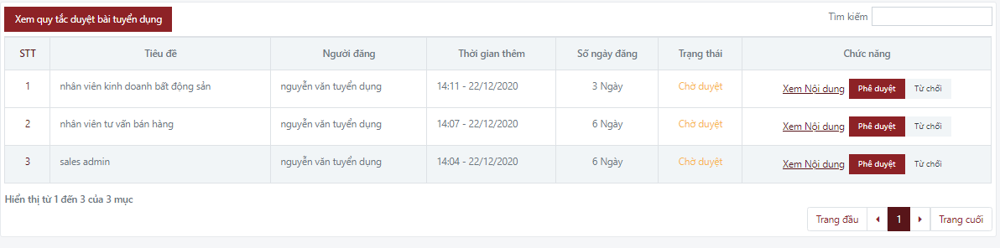 Xem quy tắc duyệt bài tuyển dụng
Tìm kiếm
STT Tiêu đề Người đăng Thời gian thêm Số ngày đăng Trạng thái Chức năng
1 nhân viên kinh doanh bất động sản nguyễn văn tuyển dụng 14:11 - 22/12/2020 3 Ngày Chờ duyệt Xem Nội dung Phê duyệt Từ chối
2 nhân viên tư vấn bán hàng nguyễn văn tuyển dụng 14:07 - 22/12/2020 6 Ngày Chờ duyệt Xem Nội dung Phê duyệt Từ chối
3 sales admin nguyễn văn tuyển dụng 14:04 - 22/12/2020 6 Ngày Chờ duyệt Xem Nội dung Phê duyệt Từ chối
Hiển thị từ 1 đến 3 của 3 mục
Trang đầu 1 Trang cuối